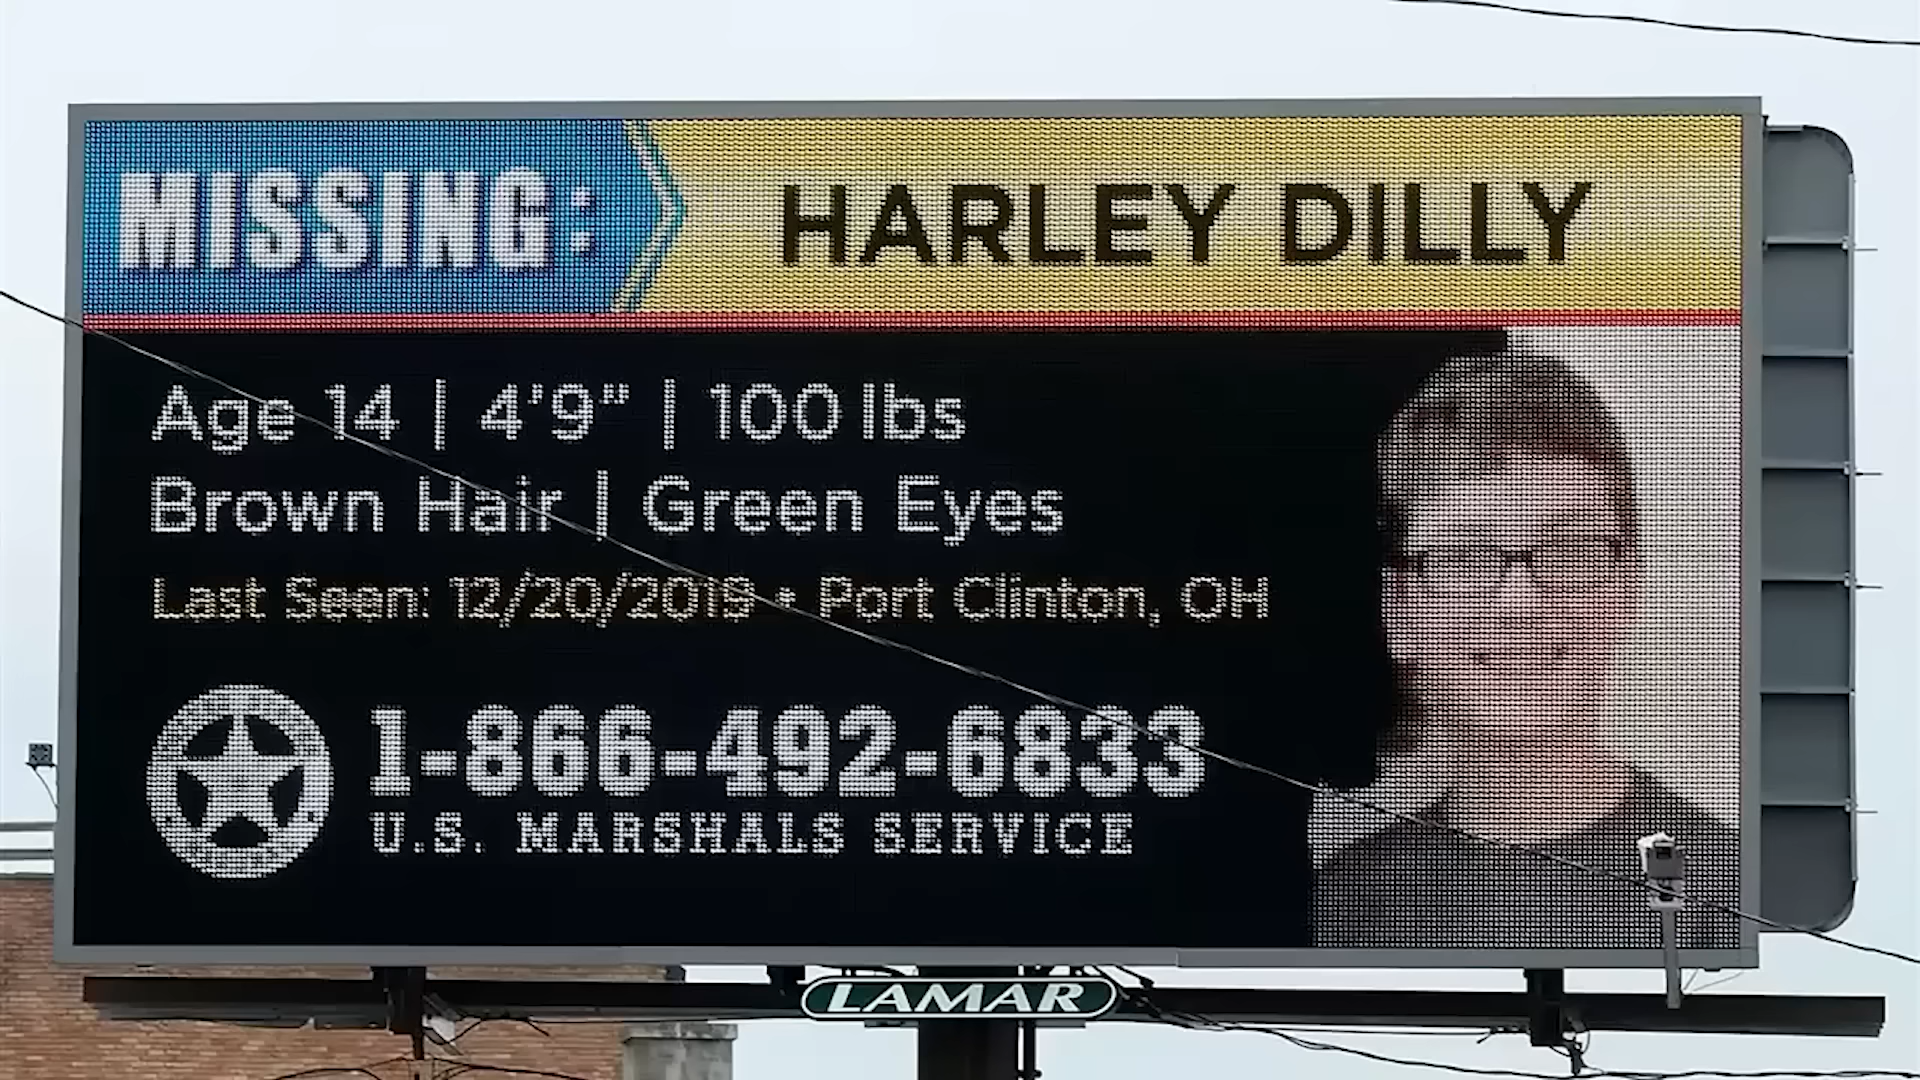 MISSING: HARLEY DILLY
Age 14 | 4'9" | 100 lbs
Brown Hair | Green Eyes
Last Seen: 12/20/2019 • Port Clinton, OH
1-866-492-6833
U.S. MARSHALS SERVICE
LAMAR